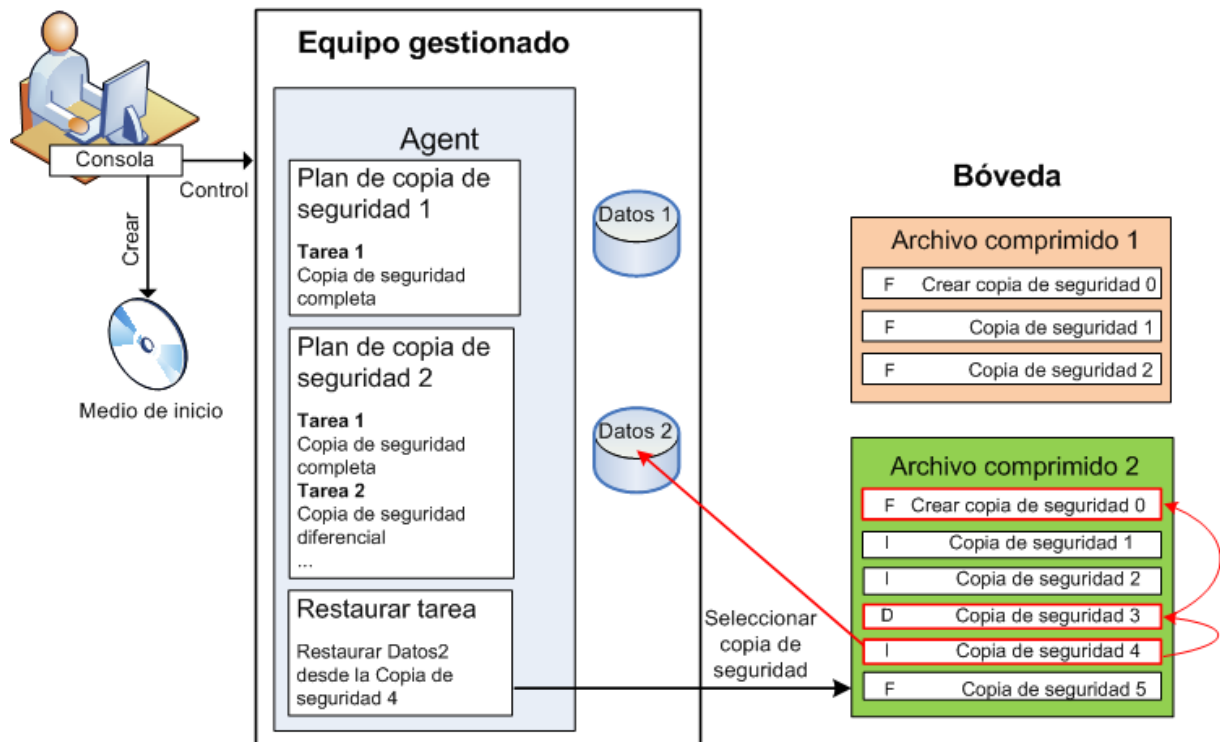 Equipo gestionado
Consola
Control
Crear
Medio de inicio
Agent
Plan de copia de
seguridad 1
Tarea 1
Copia de seguridad
completa
Plan de copia de
seguridad 2
Tarea 1
Copia de seguridad
completa
Tarea 2
Copia de seguridad
diferencial
...
Restaurar tarea
Restaurar Datos2
desde la Copia de
seguridad 4
Datos 1
Datos 2
Seleccionar
copia de
seguridad
Bóveda
Archivo comprimido 1
F Crear copia de seguridad 0
F Copia de seguridad 1
F Copia de seguridad 2
Archivo comprimido 2
F Crear copia de seguridad 0
I Copia de seguridad 1
I Copia de seguridad 2
D Copia de seguridad 3
I Copia de seguridad 4
F Copia de seguridad 5